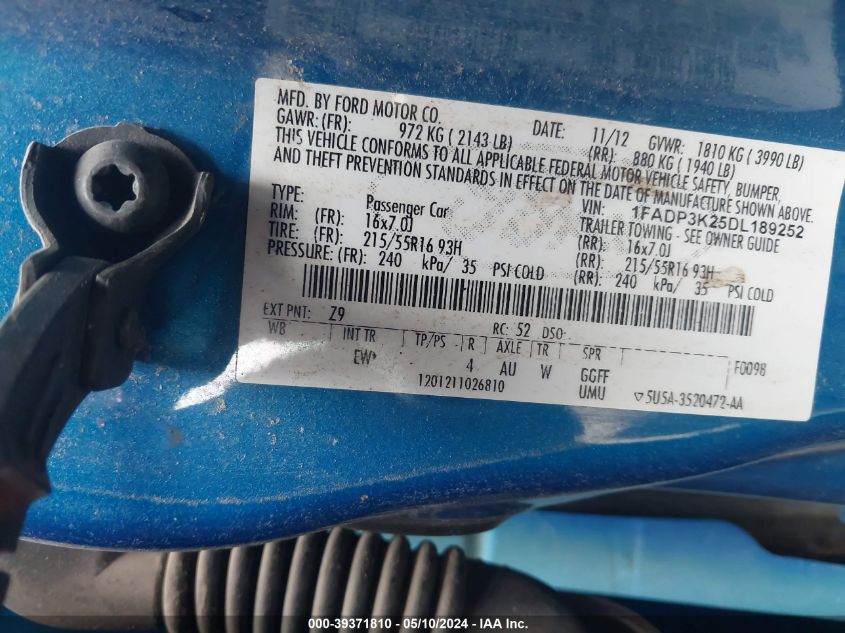 MFD. BY FORD MOTOR CO.
DATE: 11/12 GVWR: 1810 KG ( 3990 LB)
GAWR: (FR): 972 KG ( 2143 LB) (RR): 880 KG ( 1940 LB)
THIS VEHICLE CONFORMS TO ALL APPLICABLE FEDERAL MOTOR VEHICLE SAFETY, BUMPER,
AND THEFT PREVENTION STANDARDS IN EFFECT ON THE DATE OF MANUFACTURE SHOWN ABOVE.
VIN: 1FADP3K25DL189252
TYPE: Passenger Car TRAILER TOWING - SEE OWNER GUIDE
RIM: (FR): 16x7.0J (RR): 16x7.0J
TIRE: (FR): 215/55R16 93H (RR): 215/55R16 93H
PRESSURE: (FR): 240 kPa/ 35 PSI COLD (RR): 240 kPa/ 35 PSI COLD
EXT PNT: Z9 RC: 52 DSO:
WB INT TR TP/PS R AXLE TR SPR
EW* 4 AU W GGFF F0098
1201211026810 UMU ▽5U5A-3520472-AA
000-39371810 - 05/10/2024 - IAA Inc.